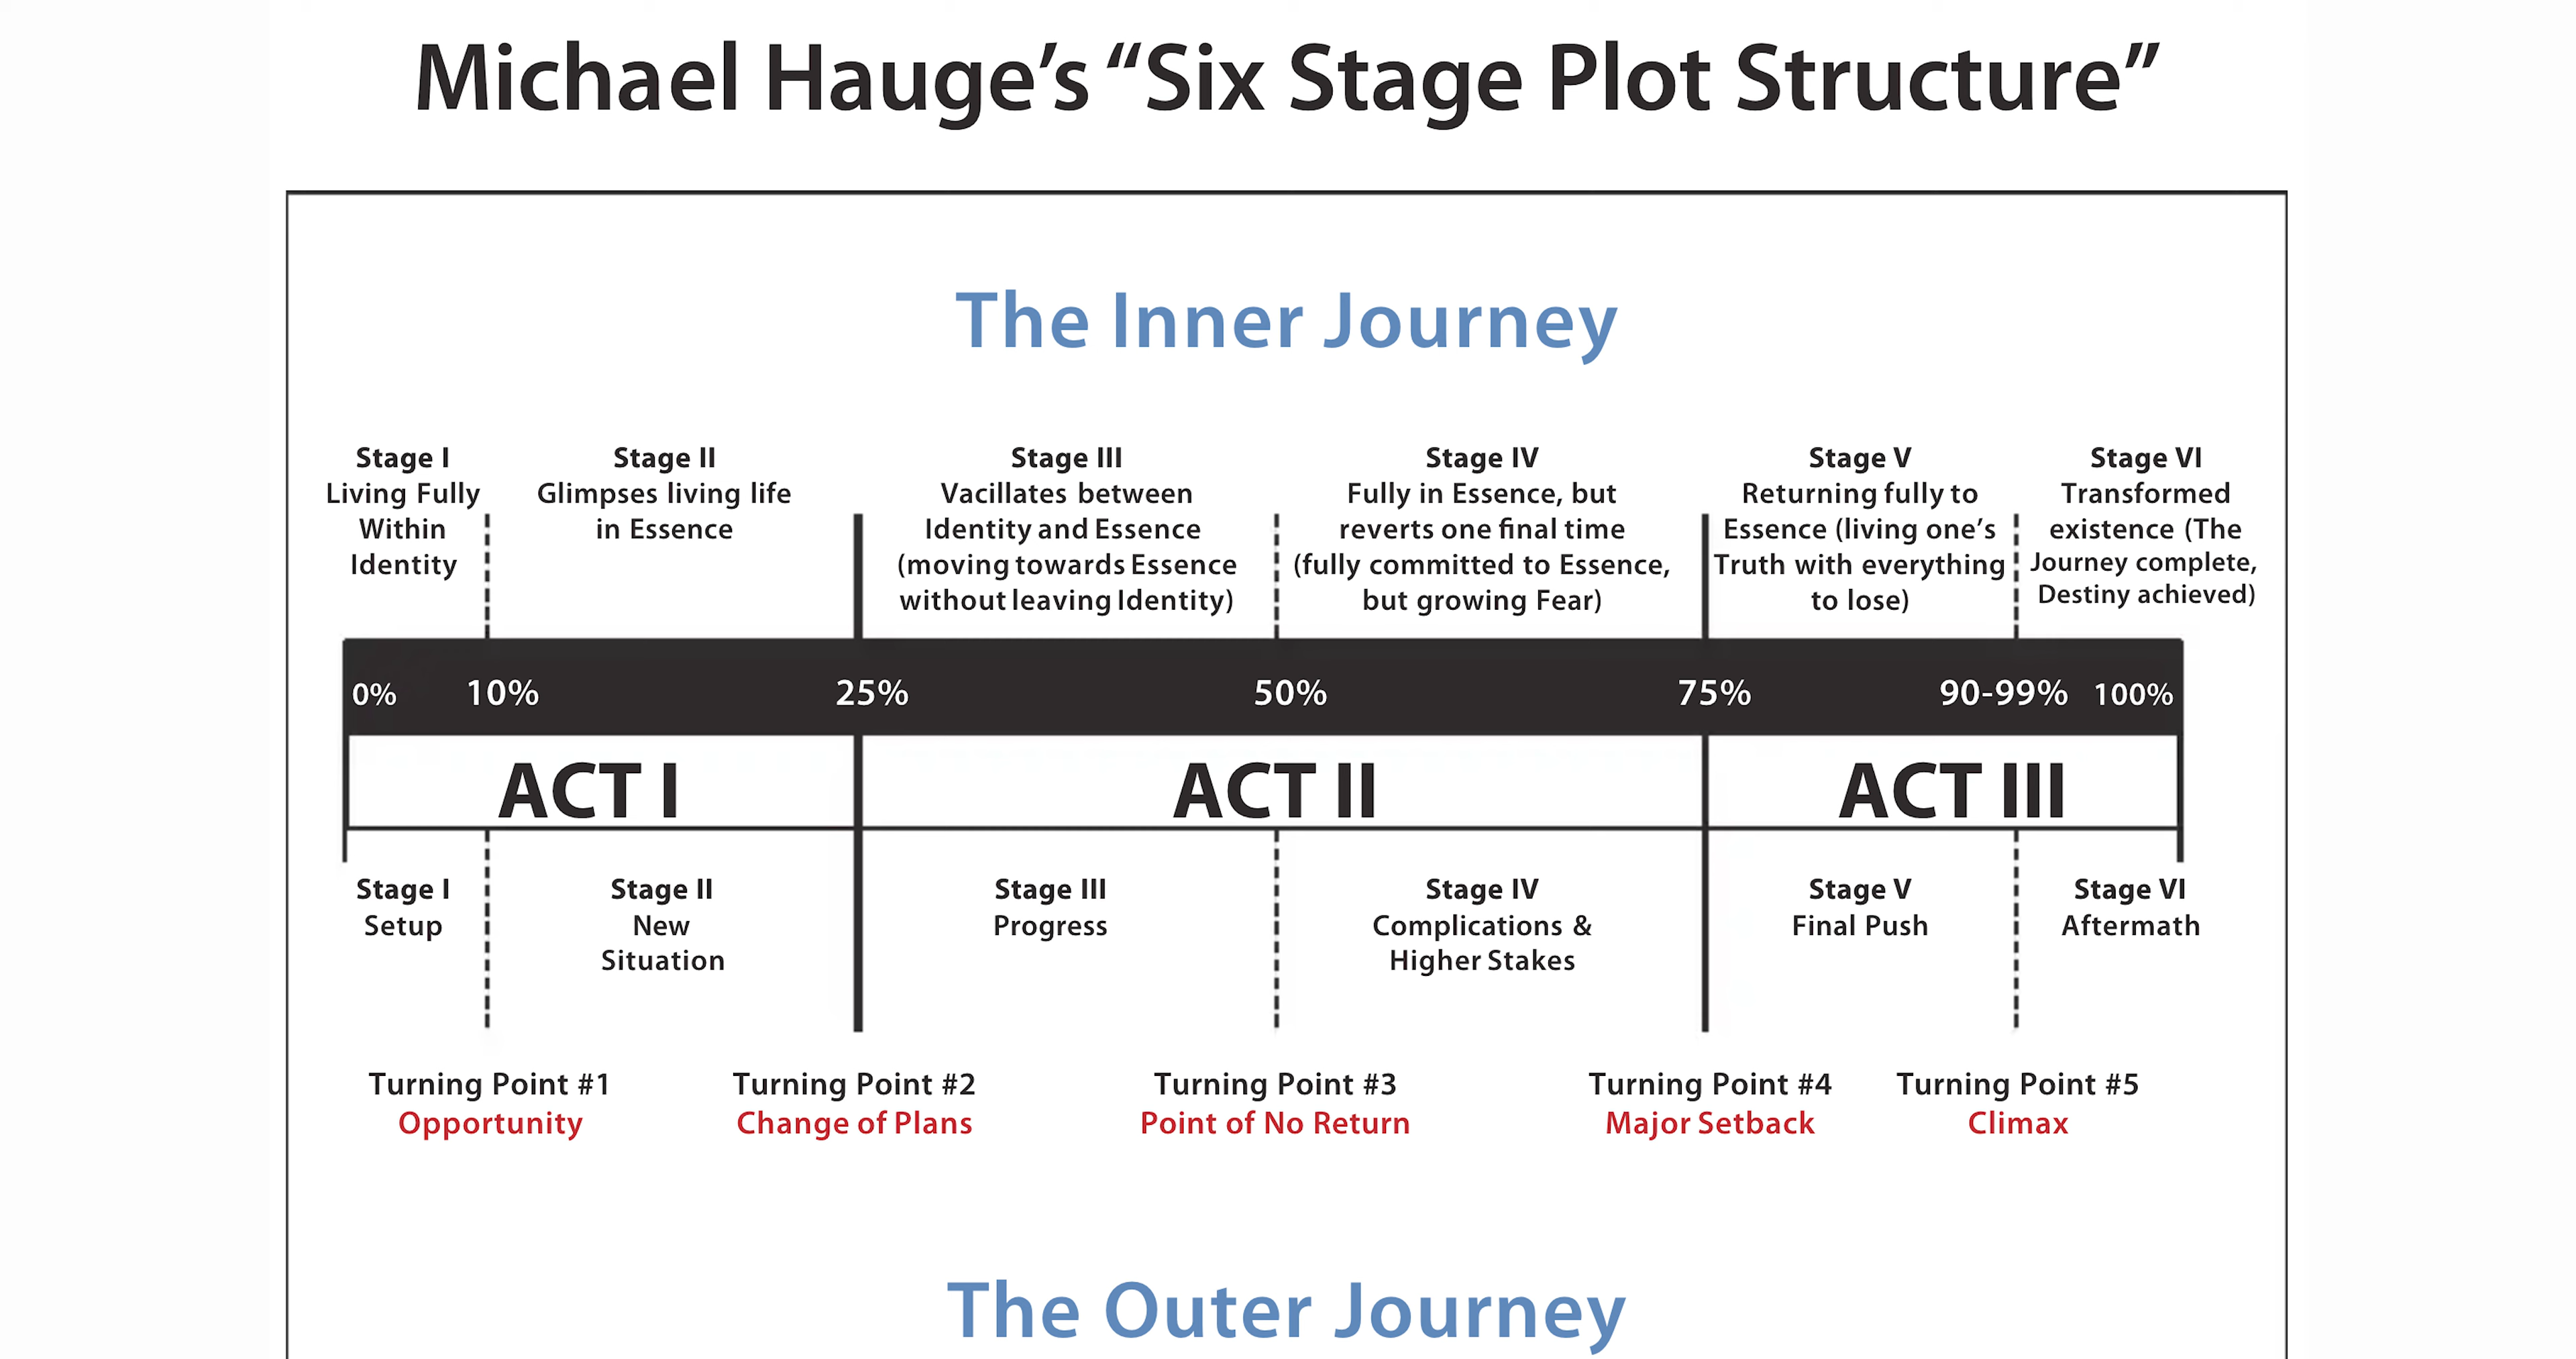 Michael Hauge’s “Six Stage Plot Structure”
The Inner Journey
Stage I
Living Fully
Within
Identity
Stage II
Glimpses living life
in Essence
Stage III
Vacillates between
Identity and Essence
(moving towards Essence
without leaving Identity)
Stage IV
Fully in Essence, but
reverts one final time
(fully committed to Essence,
but growing Fear)
Stage V
Returning fully to
Essence (living one’s
Truth with everything
to lose)
Stage VI
Transformed
existence (The
Journey complete,
Destiny achieved)
0% 10% 25% 50% 75% 90-99% 100%
ACT I ACT II ACT III
Stage I
Setup
Stage II
New
Situation
Stage III
Progress
Stage IV
Complications &
Higher Stakes
Stage V
Final Push
Stage VI
Aftermath
Turning Point #1
Opportunity
Turning Point #2
Change of Plans
Turning Point #3
Point of No Return
Turning Point #4
Major Setback
Turning Point #5
Climax
The Outer Journey